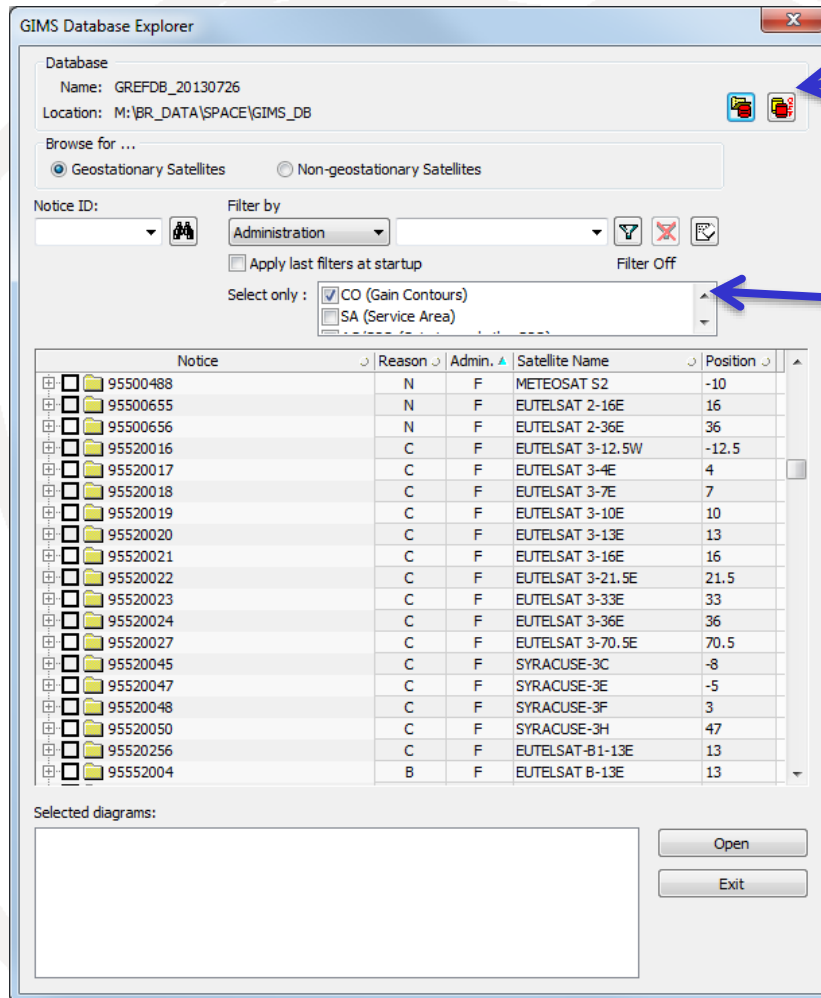 GIMS Database Explorer
Database
Name: GREFDB_20130726
Location: M:\BR_DATA\SPACE\GIMS_DB
Browse for ...
Geostationary Satellites Non-geostationary Satellites
Notice ID: Filter by
Administration
Apply last filters at startup Filter Off
Select only : CO (Gain Contours)
SA (Service Area)
Notice Reason Admin. Satellite Name Position
95500488 N F METEOSAT S2 -10
95500655 N F EUTELSAT 2-16E 16
95500656 N F EUTELSAT 2-36E 36
95520016 C F EUTELSAT 3-12.5W -12.5
95520017 C F EUTELSAT 3-4E 4
95520018 C F EUTELSAT 3-7E 7
95520019 C F EUTELSAT 3-10E 10
95520020 C F EUTELSAT 3-13E 13
95520021 C F EUTELSAT 3-16E 16
95520022 C F EUTELSAT 3-21.5E 21.5
95520023 C F EUTELSAT 3-33E 33
95520024 C F EUTELSAT 3-36E 36
95520027 C F EUTELSAT 3-70.5E 70.5
95520045 C F SYRACUSE-3C -8
95520047 C F SYRACUSE-3E -5
95520048 C F SYRACUSE-3F 3
95520050 C F SYRACUSE-3H 47
95520256 C F EUTELSAT-B1-13E 13
95552004 B F EUTELSAT B-13E 13
Selected diagrams:
Open
Exit